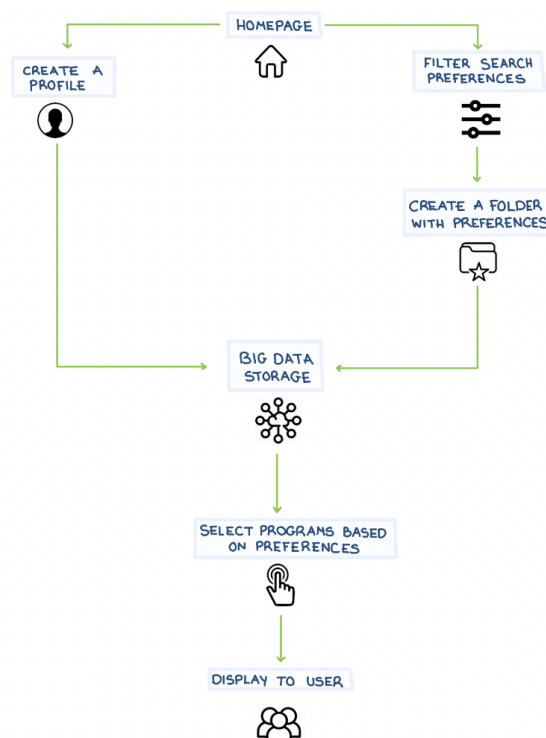 HOMEPAGE
CREATE A
PROFILE
FILTER SEARCH
PREFERENCES
CREATE A FOLDER
WITH PREFERENCES
BIG DATA
STORAGE
SELECT PROGRAMS BASED
ON PREFERENCES
DISPLAY TO USER